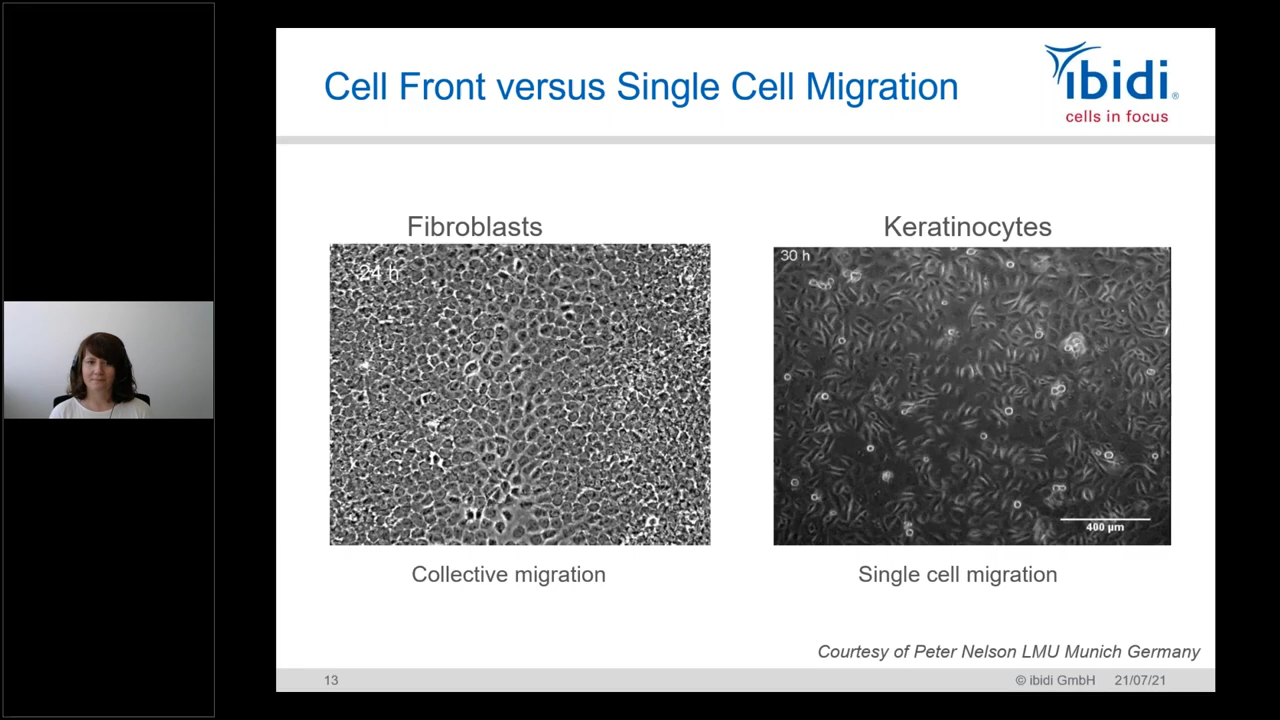 Cell Front versus Single Cell Migration
ibidi®
cells in focus
Fibroblasts
Keratinocytes
24 h
30 h
400 µm
Collective migration
Single cell migration
Courtesy of Peter Nelson LMU Munich Germany
13
© ibidi GmbH
21/07/21